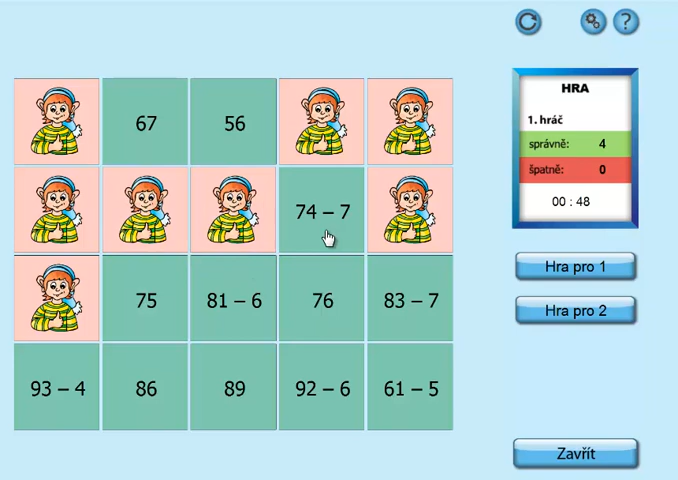 HRA
1. hráč
správně: 4
špatně: 0
00 : 48
67 56
74 – 7
75 81 – 6 76 83 – 7
93 – 4 86 89 92 – 6 61 – 5
Hra pro 1
Hra pro 2
Zavřít
?